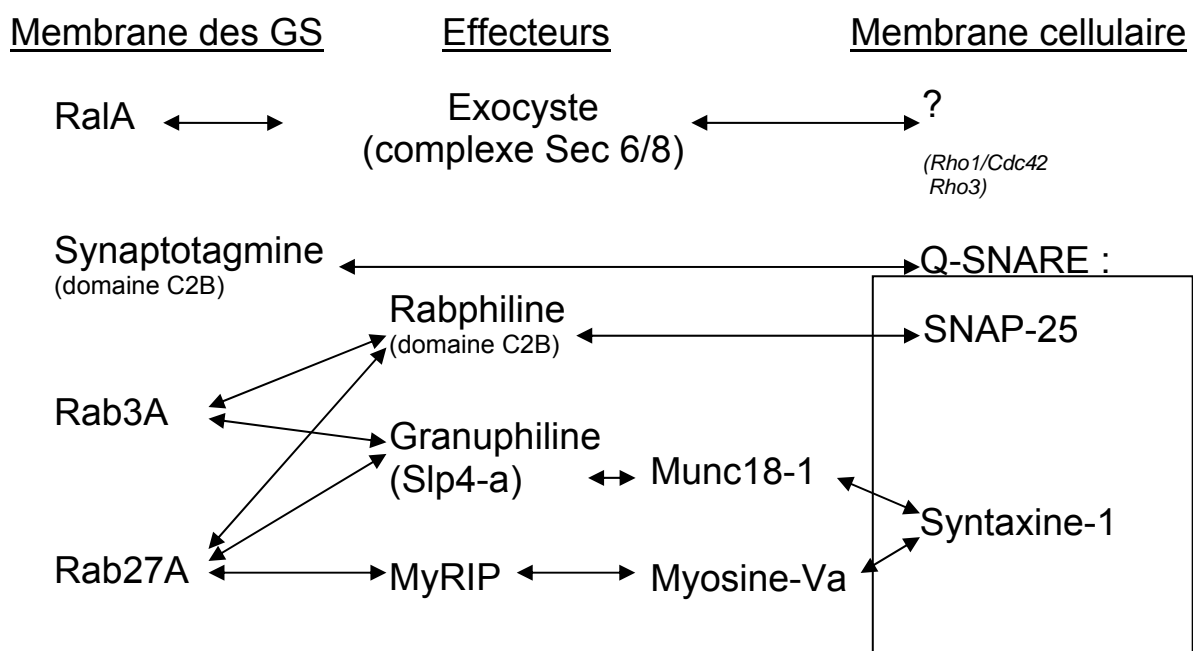 Membrane des GS
Effecteurs
Membrane cellulaire
RalA
Exocyste
(complexe Sec 6/8)
?
(Rho1/Cdc42
Rho3)
Synaptotagmine
(domaine C2B)
Q-SNARE :
Rabphiline
(domaine C2B)
SNAP-25
Rab3A
Granuphiline
(Slp4-a)
Munc18-1
Syntaxine-1
Rab27A
MyRIP
Myosine-Va